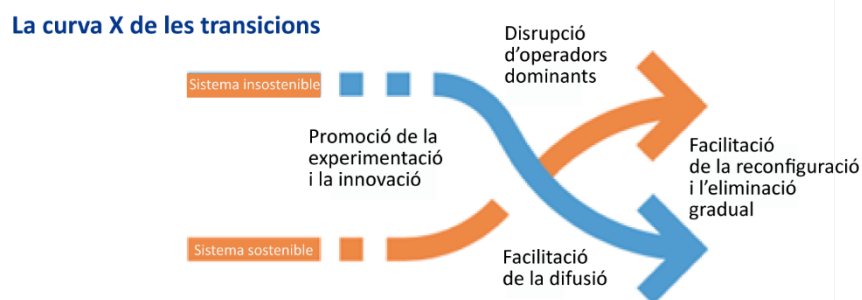 La curva X de les transicions
Disrupció
d'operadors
dominants
Sistema insostenible
Promoció de la
experimentació
i la innovació
Facilitació
de la reconfiguració
i l'eliminació
gradual
Sistema sostenible
Facilitació
de la difusió